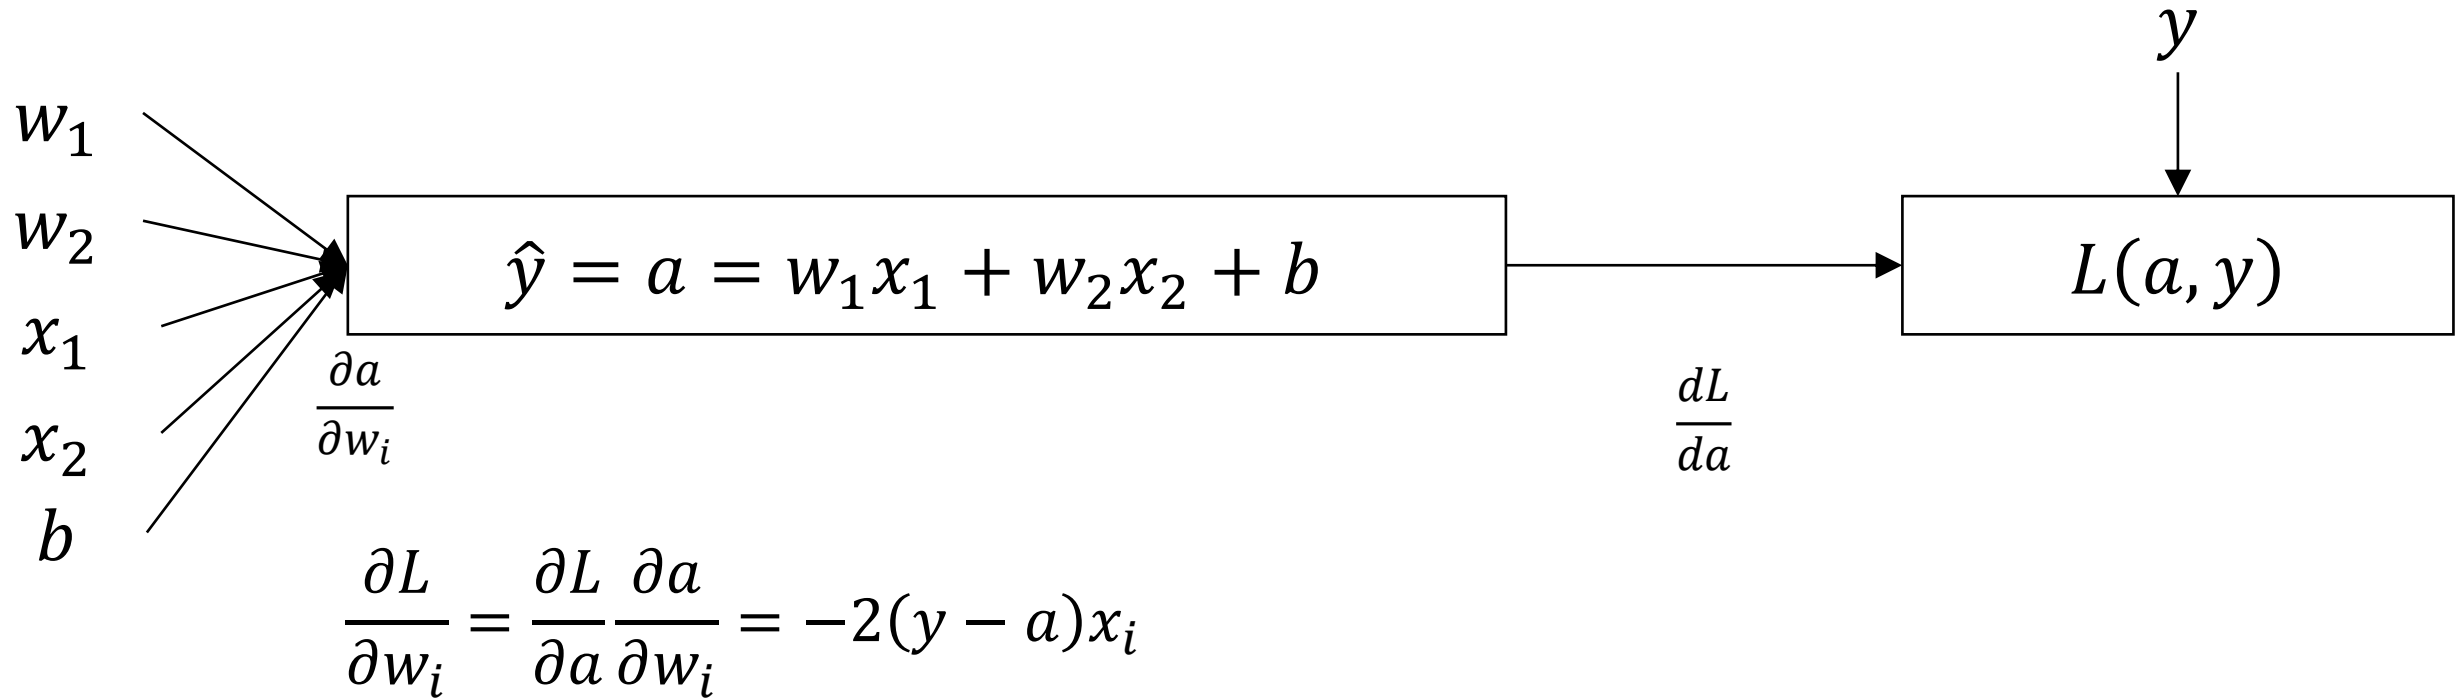 y
w₁
w₂
x₁
x₂
b
ŷ = a = w₁x₁ + w₂x₂ + b
L(a, y)
∂a/∂wᵢ
dL/da
∂L/∂wᵢ = ∂L/∂a ∂a/∂wᵢ = −2(y − a)xᵢ